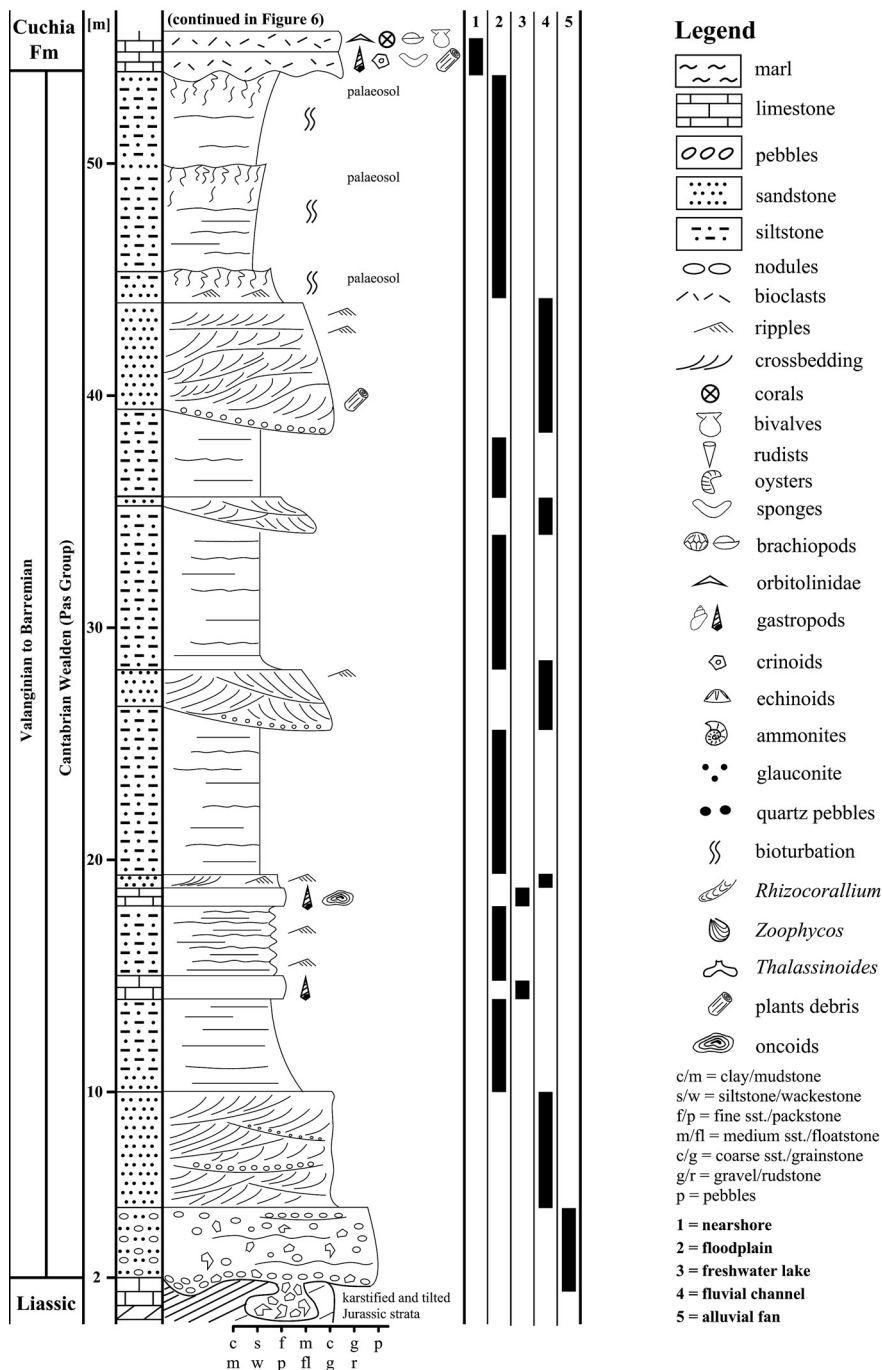 Cuchia
Fm
[m]
(continued in Figure 6)
1 2 3 4 5
palaeosol
50
palaeosol
palaeosol
40
30
20
10
2
Valanginian to Barremian
Cantabrian Wealden (Pas Group)
Liassic
karstified and tilted
Jurassic strata
c s f m c g p
m w p fl g r
Legend
marl
limestone
pebbles
sandstone
siltstone
nodules
bioclasts
ripples
crossbedding
corals
bivalves
rudists
oysters
sponges
brachiopods
orbitolinidae
gastropods
crinoids
echinoids
ammonites
glauconite
quartz pebbles
bioturbation
Rhizocorallium
Zoophycos
Thalassinoides
plants debris
oncoids
c/m = clay/mudstone
s/w = siltstone/wackestone
f/p = fine sst./packstone
m/fl = medium sst./floatstone
c/g = coarse sst./grainstone
g/r = gravel/rudstone
p = pebbles
1 = nearshore
2 = floodplain
3 = freshwater lake
4 = fluvial channel
5 = alluvial fan